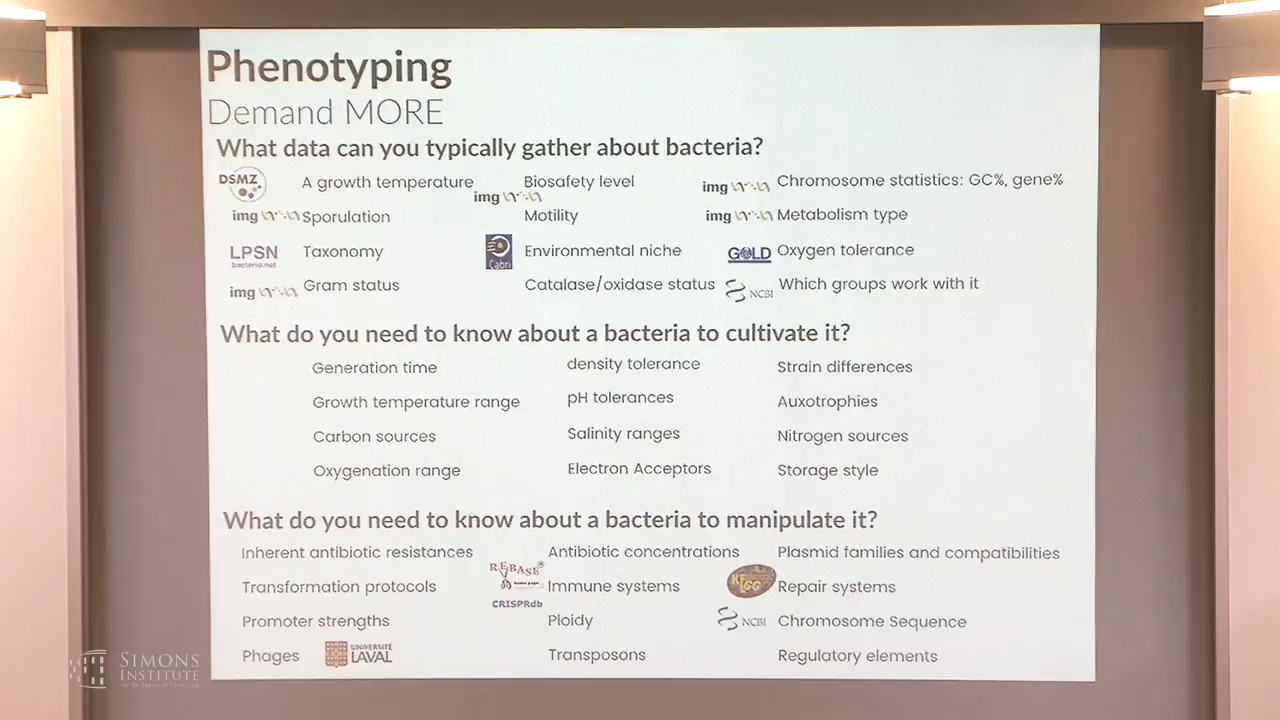 Phenotyping
Demand MORE
What data can you typically gather about bacteria?
DSMZ A growth temperature
img Biosafety level
img Chromosome statistics: GC%, gene%
img Sporulation
Motility
img Metabolism type
LPSN bacterio.net Taxonomy
Cabri Environmental niche
GOLD Oxygen tolerance
img Gram status
Catalase/oxidase status
NCBI Which groups work with it
What do you need to know about a bacteria to cultivate it?
Generation time
density tolerance
Strain differences
Growth temperature range
pH tolerances
Auxotrophies
Carbon sources
Salinity ranges
Nitrogen sources
Oxygenation range
Electron Acceptors
Storage style
What do you need to know about a bacteria to manipulate it?
Inherent antibiotic resistances
Antibiotic concentrations
Plasmid families and compatibilities
Transformation protocols
REBASE® Immune systems
CRISPRdb
KEGG Repair systems
Promoter strengths
Ploidy
NCBI Chromosome Sequence
Phages
UNIVERSITÉ
LAVAL
Transposons
Regulatory elements
SIMONS
INSTITUTE